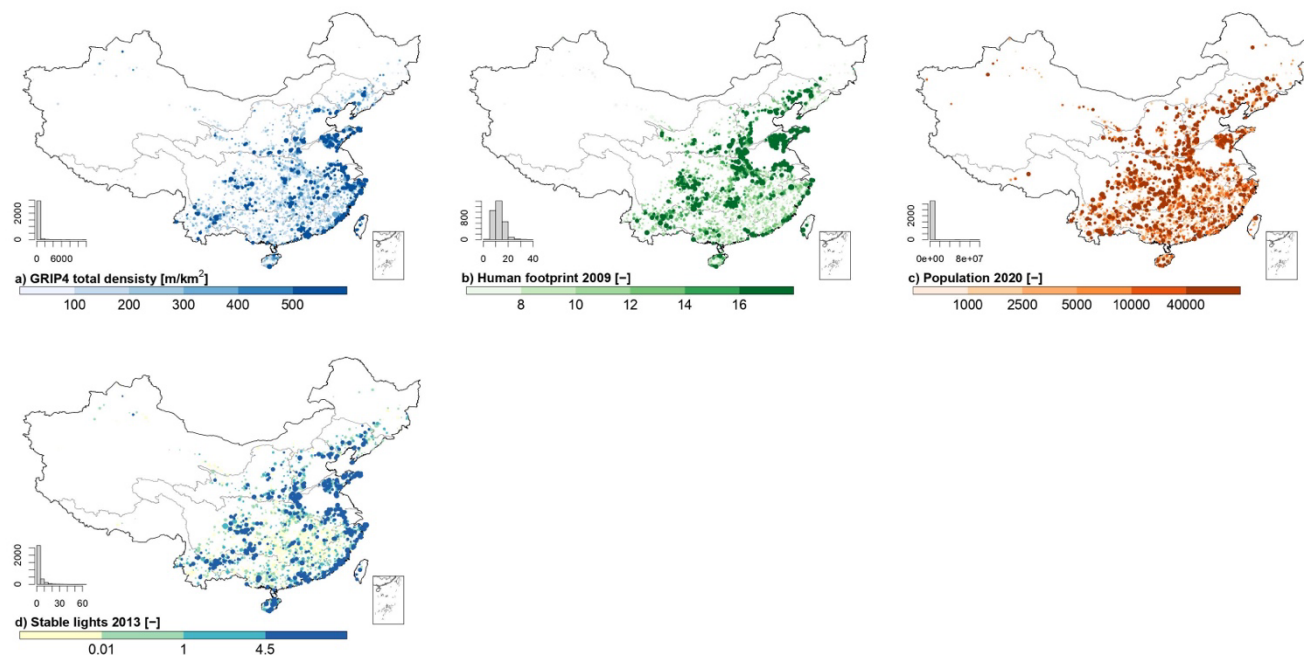 2000
0
0 6000
a) GRIP4 total densisty [m/km²]
100 200 300 400 500
800
0
0 20 40
b) Human footprint 2009 [−]
8 10 12 14 16
2000
0
0e+00 8e+07
c) Population 2020 [−]
1000 2500 5000 10000 40000
2000
0
0 30 60
d) Stable lights 2013 [−]
0.01 1 4.5